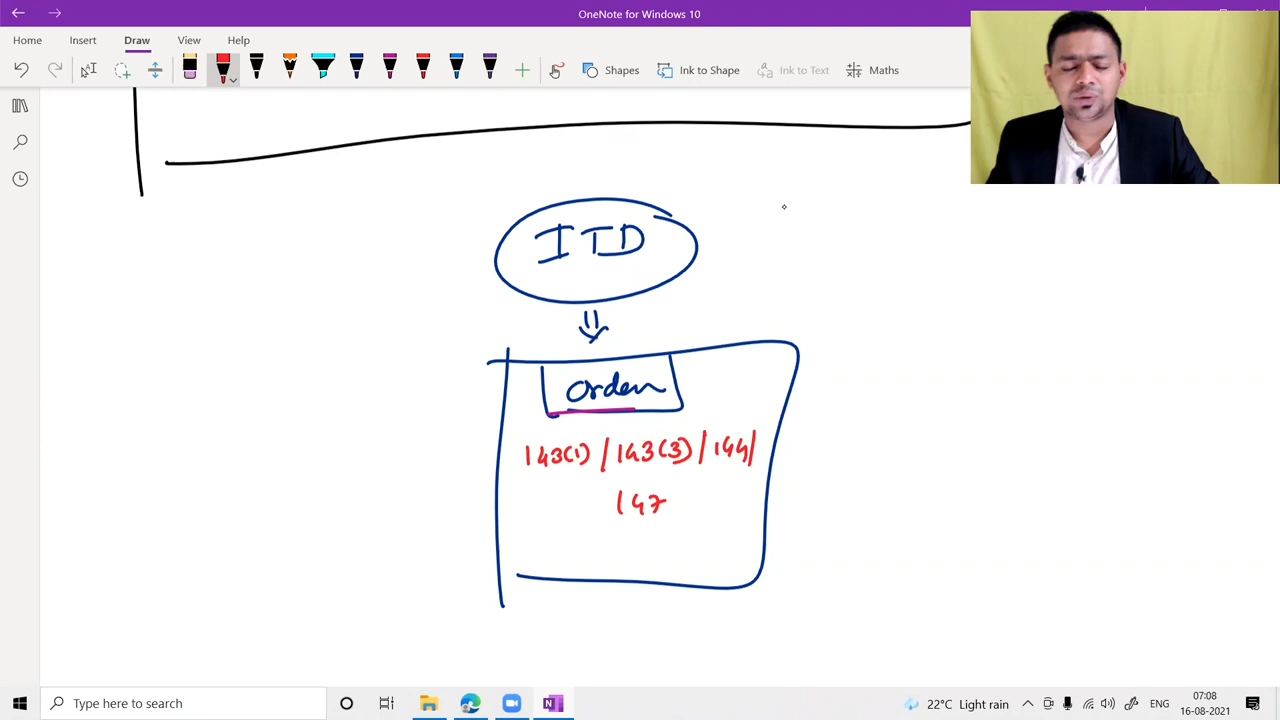 OneNote for Windows 10
Home Insert Draw View Help
Shapes Ink to Shape Ink to Text Maths
ITD
order
143(1) / 143(3) / 144 /
147
Type here to search
22°C Light rain
ENG
07:08
16-08-2021